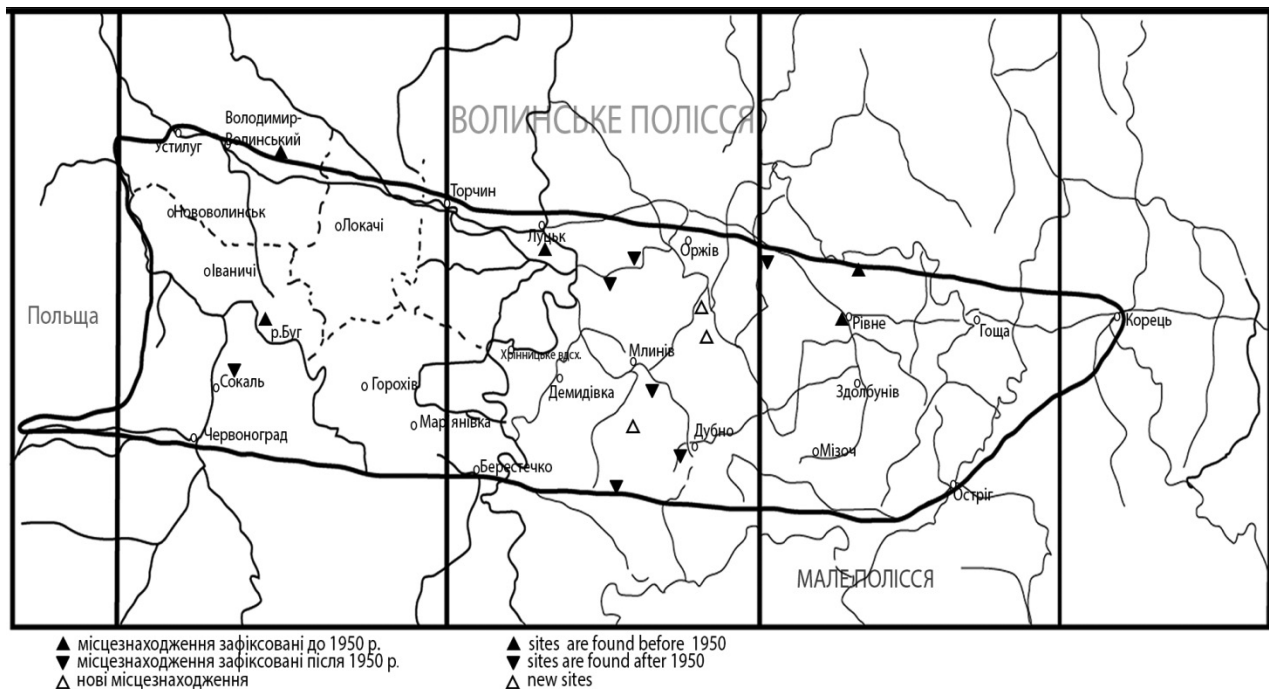 ВОЛИНСЬКЕ ПОЛІССЯ
Володимир-
Волинський
Устилуг
Торчин
Нововолинськ
Локачі
Луцьк
Оржів
Іваничі
Польща
р.Буг
Рівне
Гоща
Корець
Хрінницьке вдсх.
Млинів
Сокаль
Горохів
Демидівка
Здолбунів
Мар'янівка
Червоноград
Дубно
Мізоч
Берестечко
Остріг
МАЛЕ ПОЛІССЯ
місцезнаходження зафіксовані до 1950 р.
місцезнаходження зафіксовані після 1950 р.
нові місцезнаходження
sites are found before 1950
sites are found after 1950
new sites